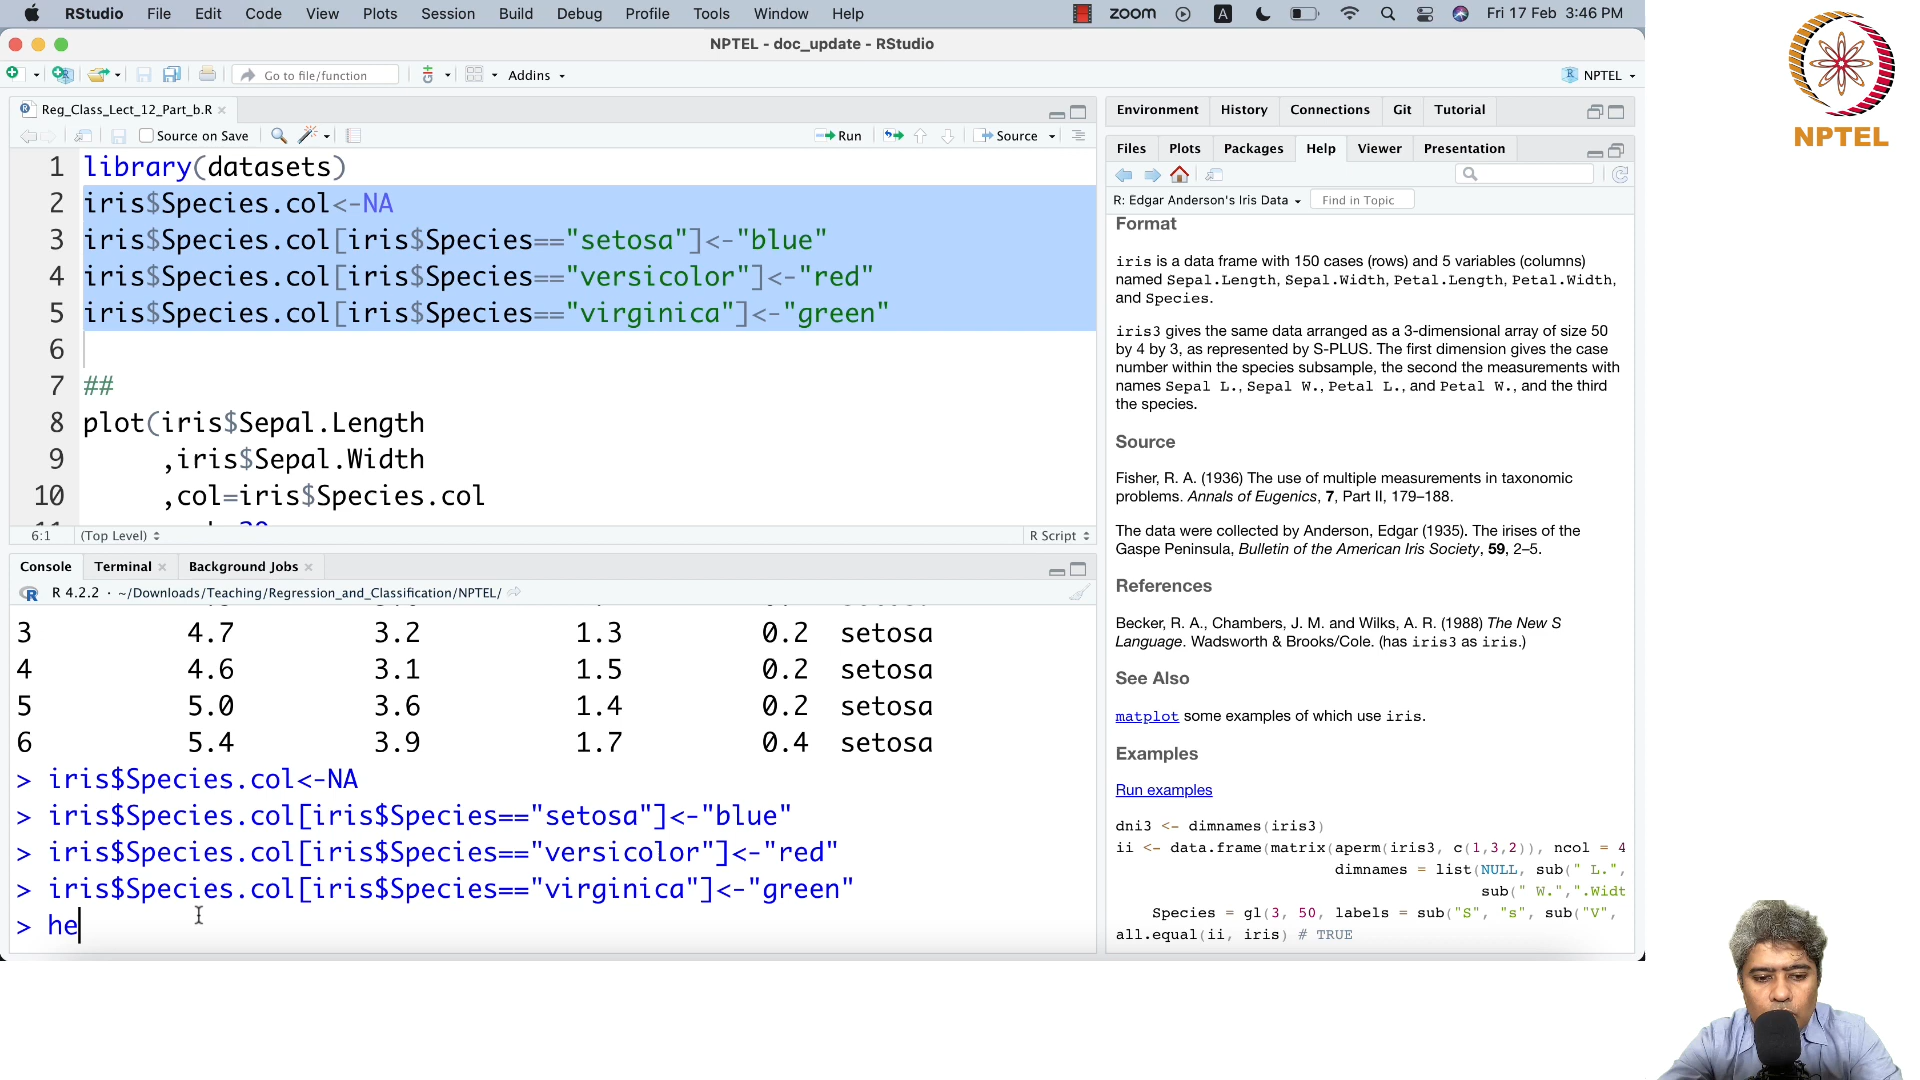 RStudio File Edit Code View Plots Session Build Debug Profile Tools Window Help zoom A Fri 17 Feb 3:46 PM
NPTEL - doc_update - RStudio
Go to file/function Addins NPTEL
Reg_Class_Lect_12_Part_b.R
Source on Save Run Source
1 library(datasets)
2 iris$Species.col<-NA
3 iris$Species.col[iris$Species=="setosa"]<-"blue"
4 iris$Species.col[iris$Species=="versicolor"]<-"red"
5 iris$Species.col[iris$Species=="virginica"]<-"green"
6
7 ##
8 plot(iris$Sepal.Length
9 ,iris$Sepal.Width
10 ,col=iris$Species.col
6:1 (Top Level) R Script
Console Terminal Background Jobs
R 4.2.2 · ~/Downloads/Teaching/Regression_and_Classification/NPTEL/
3 4.7 3.2 1.3 0.2 setosa
4 4.6 3.1 1.5 0.2 setosa
5 5.0 3.6 1.4 0.2 setosa
6 5.4 3.9 1.7 0.4 setosa
> iris$Species.col<-NA
> iris$Species.col[iris$Species=="setosa"]<-"blue"
> iris$Species.col[iris$Species=="versicolor"]<-"red"
> iris$Species.col[iris$Species=="virginica"]<-"green"
> he
Environment History Connections Git Tutorial
Files Plots Packages Help Viewer Presentation
R: Edgar Anderson's Iris Data Find in Topic
Format
iris is a data frame with 150 cases (rows) and 5 variables (columns)
named Sepal.Length, Sepal.Width, Petal.Length, Petal.Width,
and Species.
iris3 gives the same data arranged as a 3-dimensional array of size 50
by 4 by 3, as represented by S-PLUS. The first dimension gives the case
number within the species subsample, the second the measurements with
names Sepal L., Sepal W., Petal L., and Petal W., and the third
the species.
Source
Fisher, R. A. (1936) The use of multiple measurements in taxonomic
problems. Annals of Eugenics, 7, Part II, 179–188.
The data were collected by Anderson, Edgar (1935). The irises of the
Gaspe Peninsula, Bulletin of the American Iris Society, 59, 2–5.
References
Becker, R. A., Chambers, J. M. and Wilks, A. R. (1988) The New S
Language. Wadsworth & Brooks/Cole. (has iris3 as iris.)
See Also
matplot some examples of which use iris.
Examples
Run examples
dni3 <- dimnames(iris3)
ii <- data.frame(matrix(aperm(iris3, c(1,3,2)), ncol = 4
dimnames = list(NULL, sub(" L.",
sub(" W.",".Widt
Species = gl(3, 50, labels = sub("S", "s", sub("V",
all.equal(ii, iris) # TRUE
NPTEL